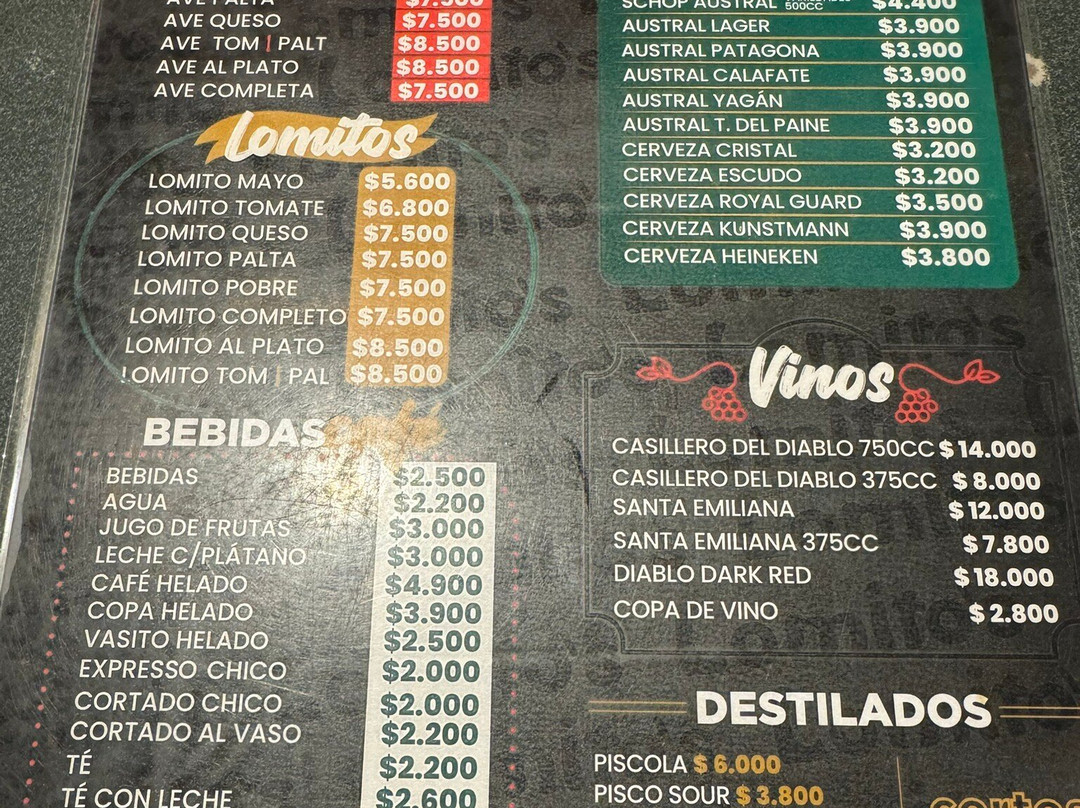 AVE PALTA $7.500
AVE QUESO $7.500
AVE TOM | PALT $8.500
AVE AL PLATO $8.500
AVE COMPLETA $7.500
Lomitos
LOMITO MAYO $5.600
LOMITO TOMATE $6.800
LOMITO QUESO $7.500
LOMITO PALTA $7.500
LOMITO POBRE $7.500
LOMITO COMPLETO $7.500
LOMITO AL PLATO $8.500
LOMITO TOM | PAL $8.500
BEBIDAS café
BEBIDAS $2.500
AGUA $2.200
JUGO DE FRUTAS $3.000
LECHE C/PLÁTANO $3.000
CAFÉ HELADO $4.900
COPA HELADO $3.900
VASITO HELADO $2.500
EXPRESSO CHICO $2.000
CORTADO CHICO $2.000
CORTADO AL VASO $2.200
TÉ $2.200
TÉ CON LECHE $2.600
SCHOP AUSTRAL 500CC $4.400
AUSTRAL LAGER $3.900
AUSTRAL PATAGONA $3.900
AUSTRAL CALAFATE $3.900
AUSTRAL YAGÁN $3.900
AUSTRAL T. DEL PAINE $3.900
CERVEZA CRISTAL $3.200
CERVEZA ESCUDO $3.200
CERVEZA ROYAL GUARD $3.500
CERVEZA KUNSTMANN $3.900
CERVEZA HEINEKEN $3.800
Vinos
CASILLERO DEL DIABLO 750CC $14.000
CASILLERO DEL DIABLO 375CC $8.000
SANTA EMILIANA $12.000
SANTA EMILIANA 375CC $7.800
DIABLO DARK RED $18.000
COPA DE VINO $2.800
DESTILADOS
PISCOLA $6.000
PISCO SOUR $3.800